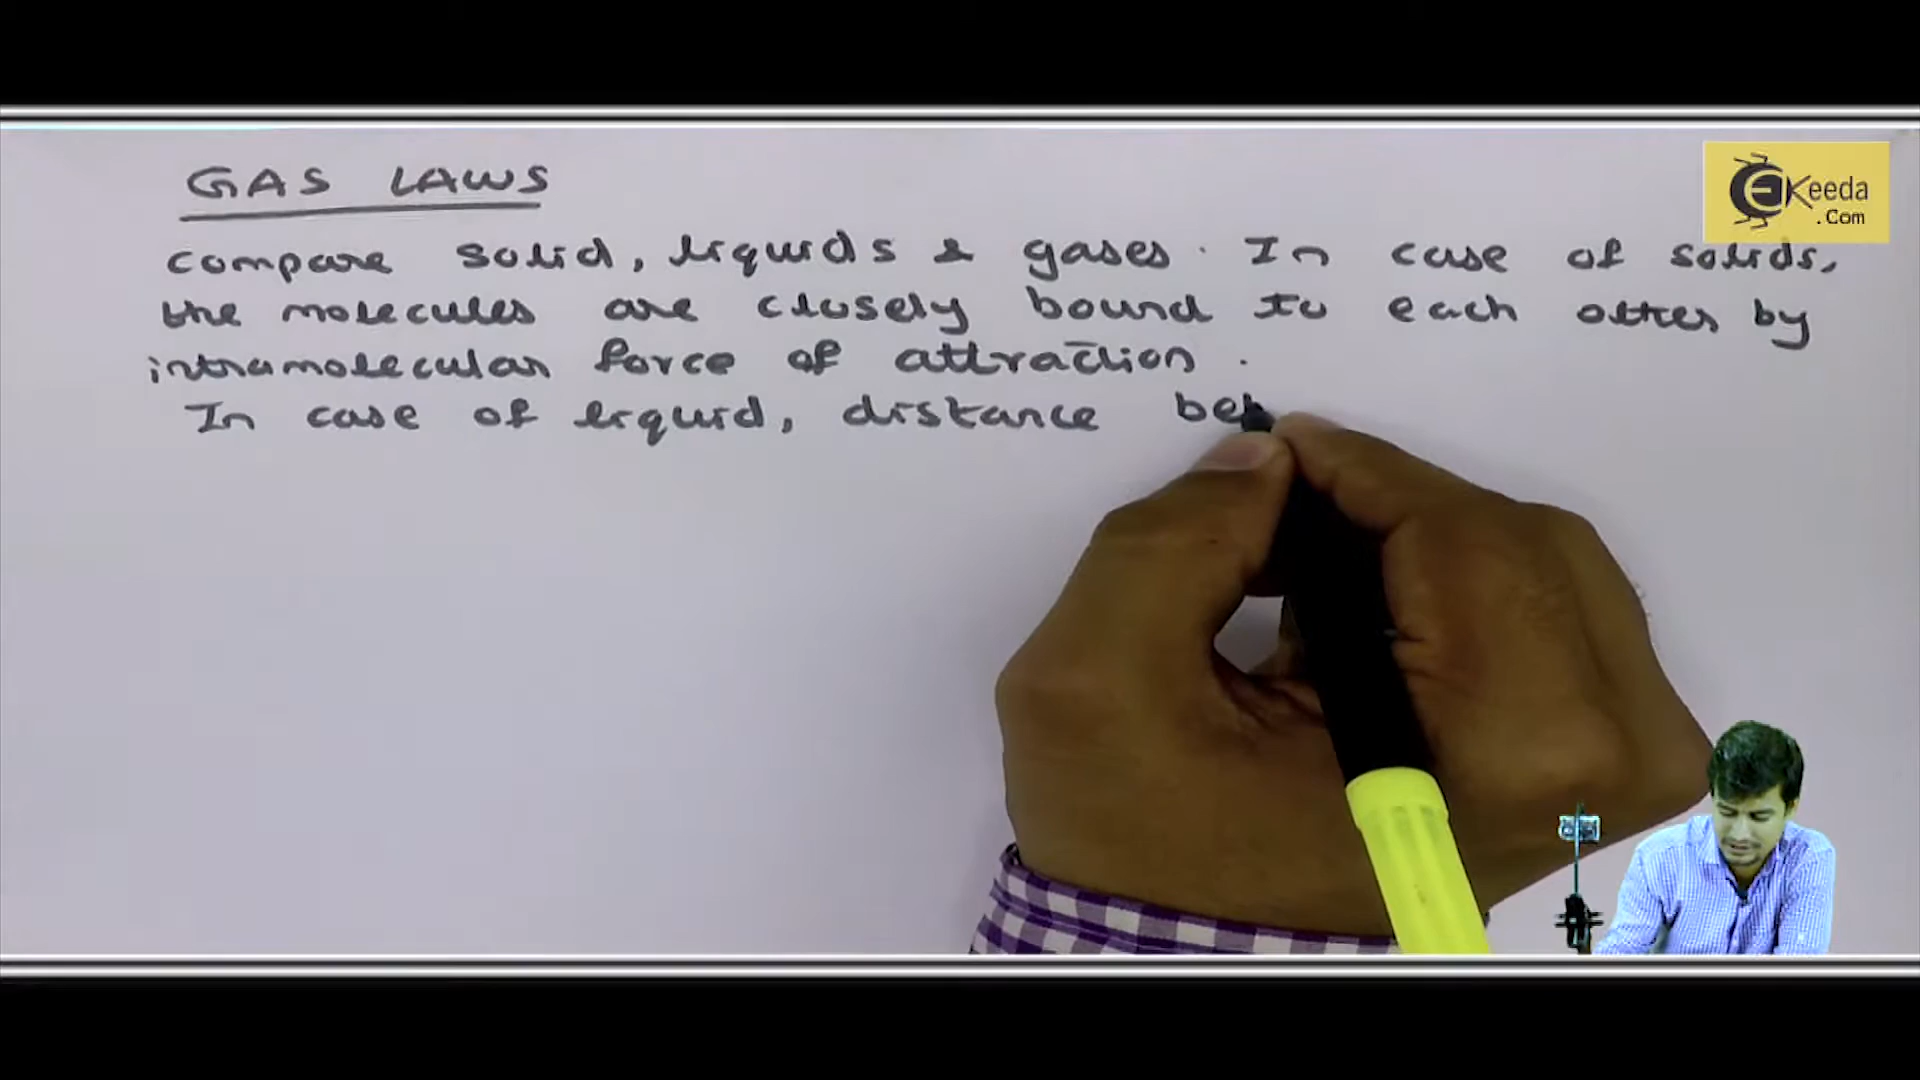 GAS LAWS
compare solid, liquids & gases. In case of solids,
the molecules are closely bound to each other by
intramolecular force of attraction.
In case of liquid, distance bet
eKeeda
.Com